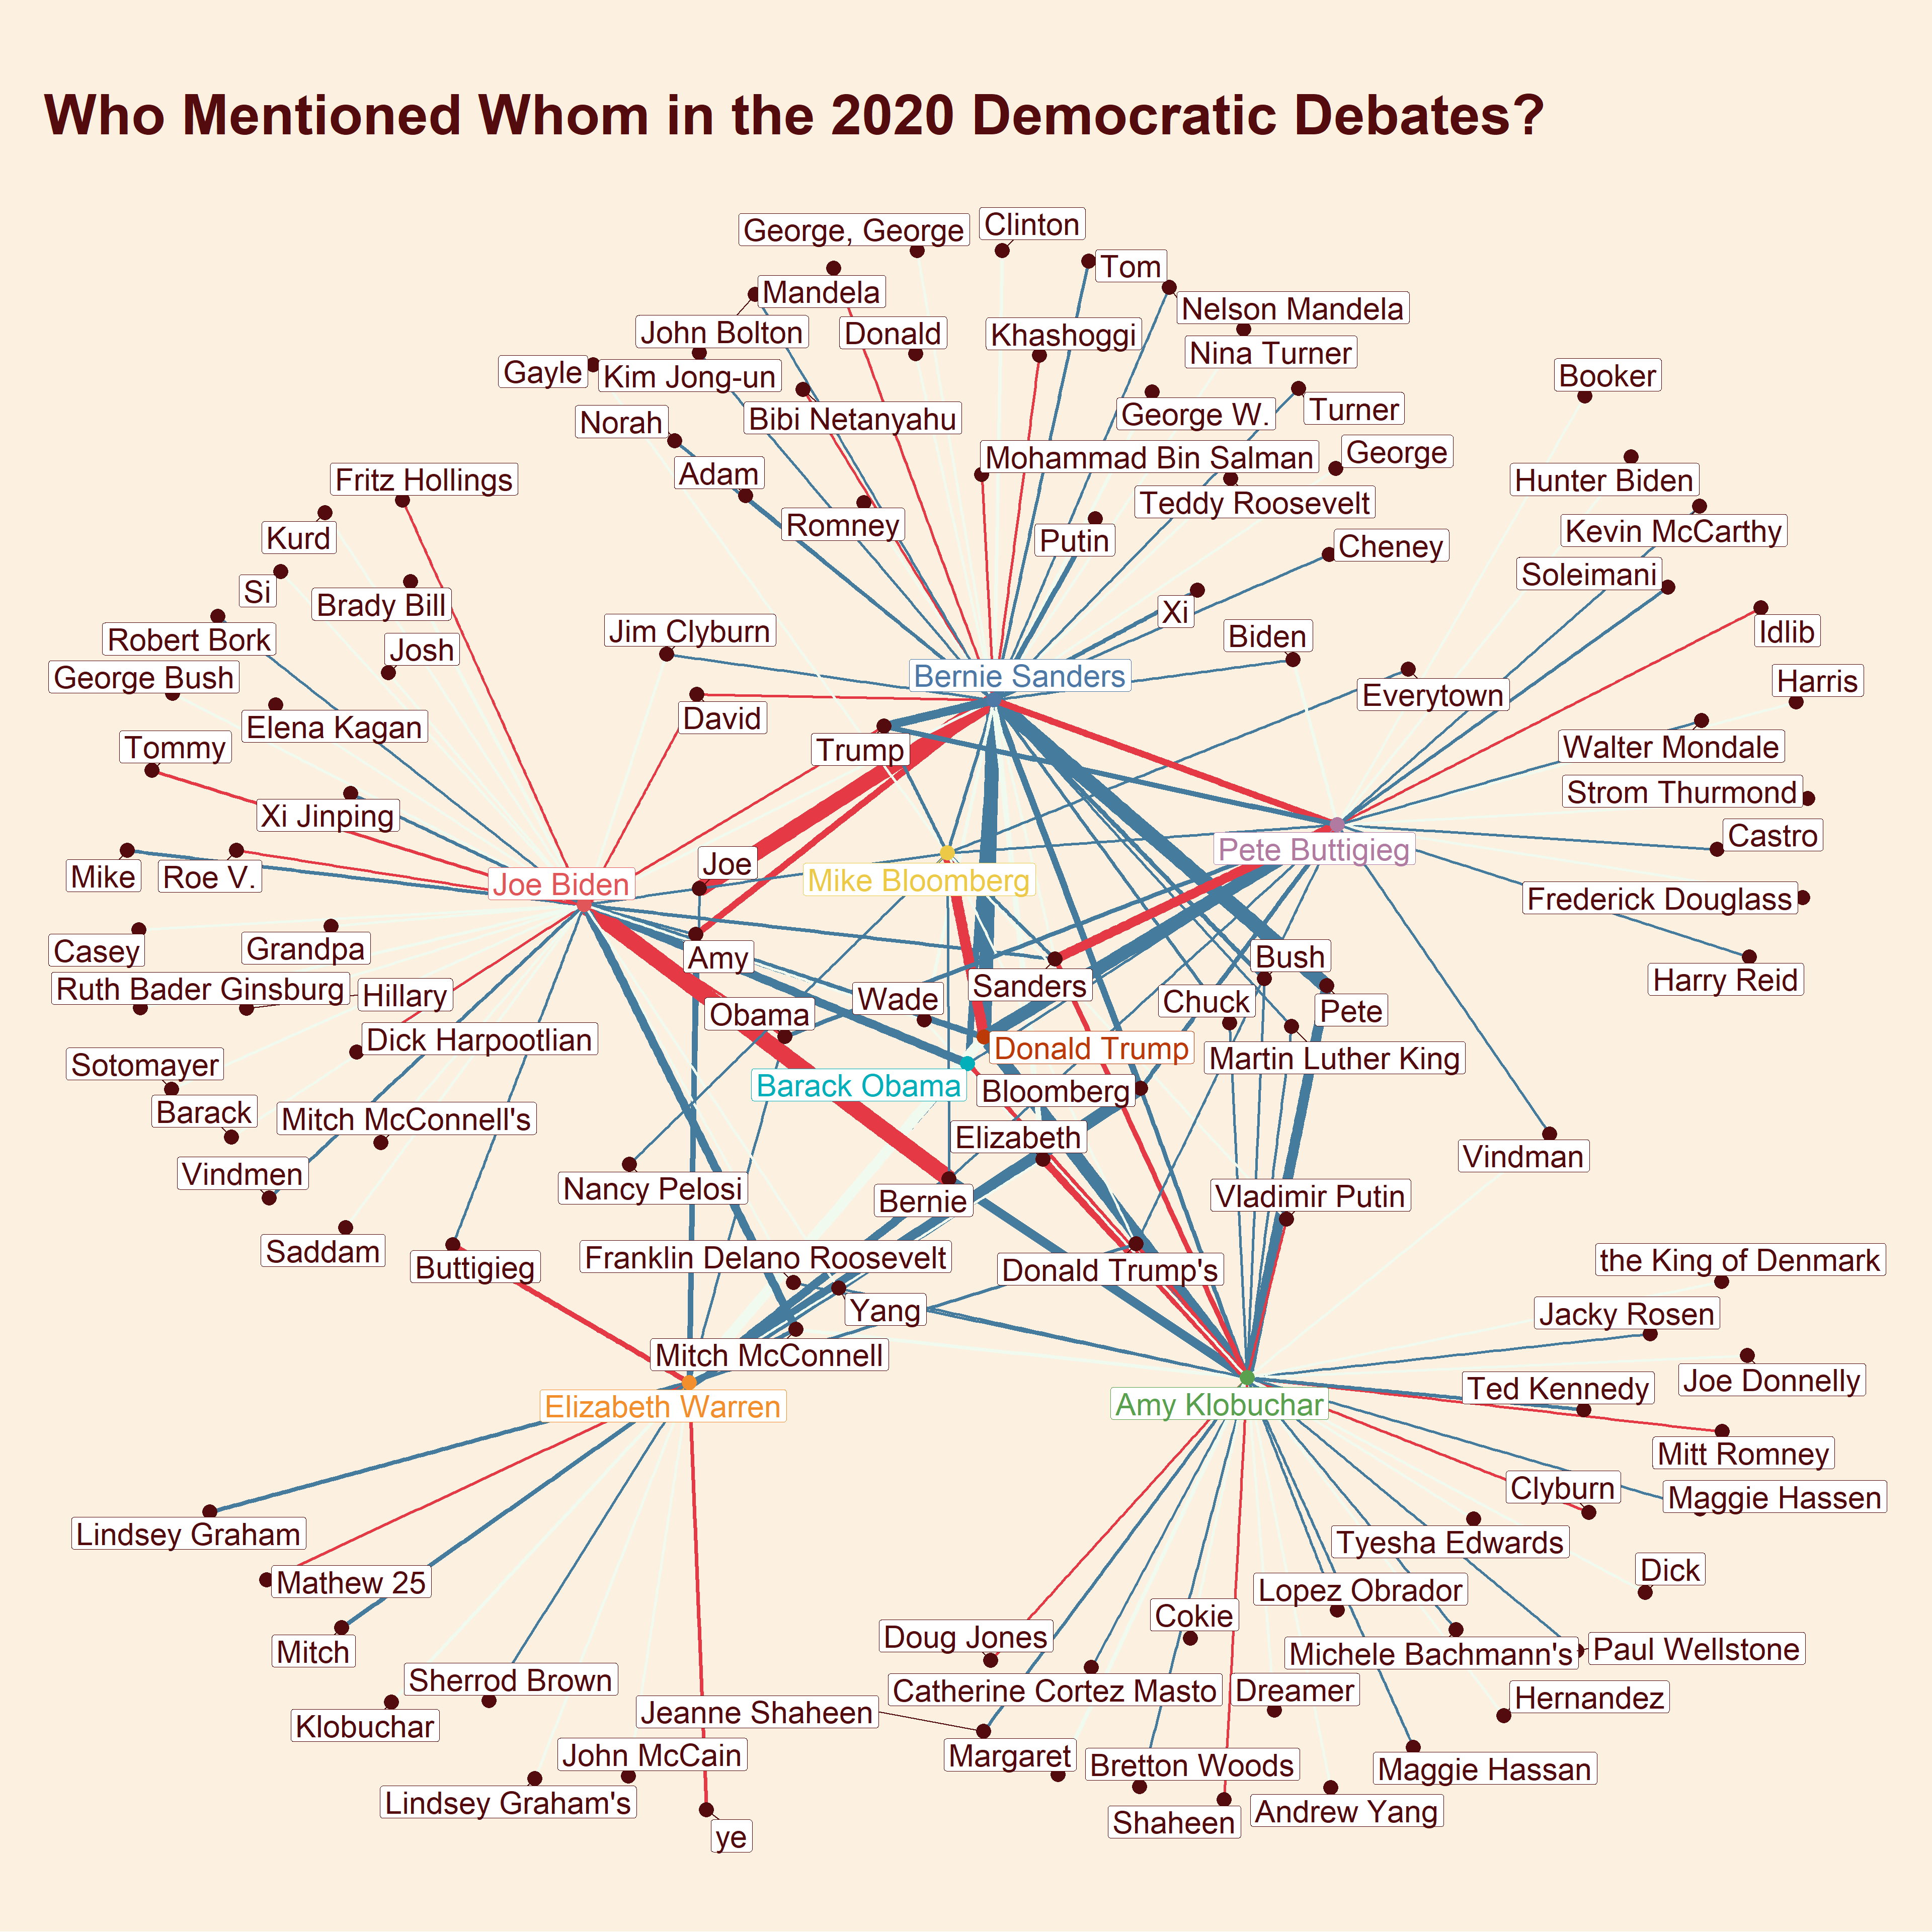 Who Mentioned Whom in the 2020 Democratic Debates?
George, George
Clinton
Tom
Mandela
Nelson Mandela
John Bolton
Donald
Khashoggi
Nina Turner
Gayle
Kim Jong-un
Booker
Norah
Bibi Netanyahu
George W.
Turner
Adam
Mohammad Bin Salman
George
Fritz Hollings
Hunter Biden
Teddy Roosevelt
Romney
Kurd
Putin
Cheney
Kevin McCarthy
Si
Soleimani
Brady Bill
Xi
Robert Bork
Josh
Jim Clyburn
Biden
Idlib
George Bush
Bernie Sanders
Everytown
Harris
Elena Kagan
David
Tommy
Trump
Walter Mondale
Strom Thurmond
Xi Jinping
Castro
Mike
Roe V.
Joe
Pete Buttigieg
Joe Biden
Mike Bloomberg
Frederick Douglass
Casey
Grandpa
Amy
Bush
Sanders
Harry Reid
Ruth Bader Ginsburg
Hillary
Wade
Chuck
Pete
Obama
Dick Harpootlian
Donald Trump
Martin Luther King
Sotomayer
Barack Obama
Bloomberg
Barack
Mitch McConnell's
Elizabeth
Vindman
Vindmen
Nancy Pelosi
Bernie
Vladimir Putin
Saddam
Buttigieg
Franklin Delano Roosevelt
Donald Trump's
the King of Denmark
Yang
Jacky Rosen
Mitch McConnell
Joe Donnelly
Elizabeth Warren
Amy Klobuchar
Ted Kennedy
Mitt Romney
Clyburn
Maggie Hassen
Lindsey Graham
Tyesha Edwards
Mathew 25
Dick
Lopez Obrador
Cokie
Mitch
Doug Jones
Michele Bachmann's
Paul Wellstone
Sherrod Brown
Catherine Cortez Masto
Dreamer
Hernandez
Klobuchar
Jeanne Shaheen
John McCain
Margaret
Bretton Woods
Maggie Hassan
Lindsey Graham's
Shaheen
Andrew Yang
ye